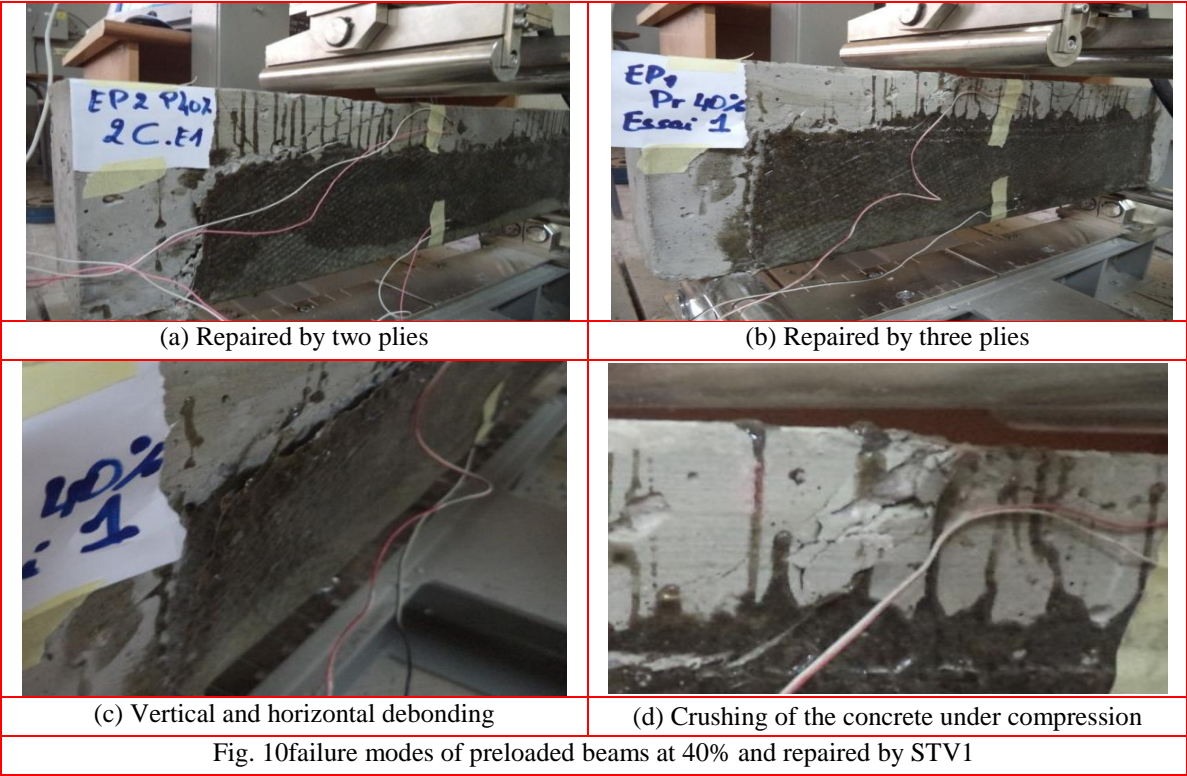 EP2 P40%
2 C.E1
EP1
Pr 40%
Essai 1
(a) Repaired by two plies
(b) Repaired by three plies
40%
i 1
(c) Vertical and horizontal debonding
(d) Crushing of the concrete under compression
Fig. 10failure modes of preloaded beams at 40% and repaired by STV1